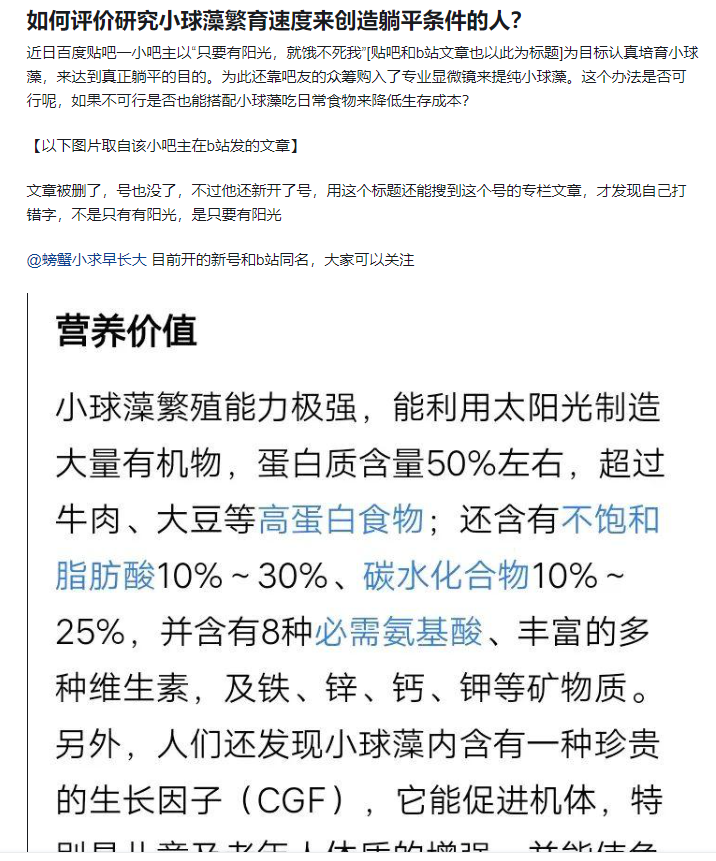 如何评价研究小球藻繁育速度来创造躺平条件的人？
近日百度贴吧一小吧主以“只要有阳光，就饿不死我”[贴吧和b站文章也以此为标题]为目标认真培育小球
藻，来达到真正躺平的目的。为此还靠吧友的众筹购入了专业显微镜来提纯小球藻。这个办法是否可
行呢，如果不可行是否也能搭配小球藻吃日常食物来降低生存成本？
【以下图片取自该小吧主在b站发的文章】
文章被删了，号也没了，不过他还新开了号，用这个标题还能搜到这个号的专栏文章，才发现自己打
错字，不是只有有阳光，是只要有阳光
@螃蟹小求早长大 目前开的新号和b站同名，大家可以关注
营养价值
小球藻繁殖能力极强，能利用太阳光制造
大量有机物，蛋白质含量50%左右，超过
牛肉、大豆等高蛋白食物；还含有不饱和
脂肪酸10%～30%、碳水化合物10%～
25%，并含有8种必需氨基酸、丰富的多
种维生素，及铁、锌、钙、钾等矿物质。
另外，人们还发现小球藻内含有一种珍贵
的生长因子（CGF），它能促进机体，特
别是儿童及老年人体质的增强，并能使免